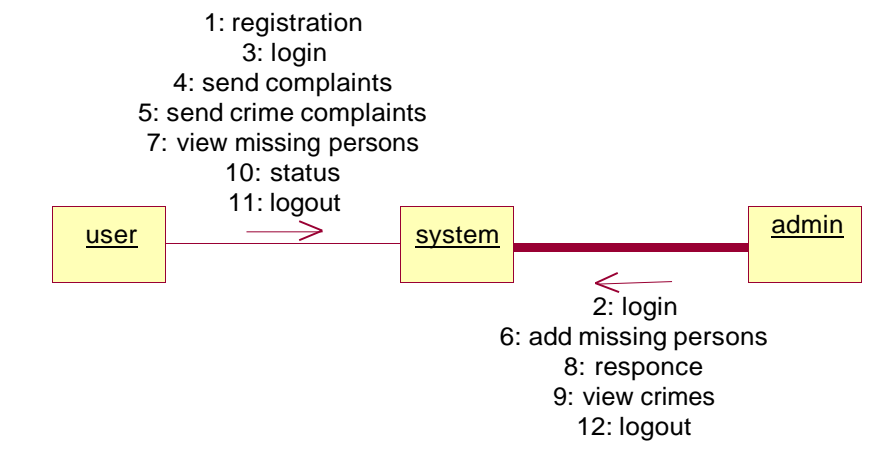 1: registration
3: login
4: send complaints
5: send crime complaints
7: view missing persons
10: status
11: logout
user
system
admin
2: login
6: add missing persons
8: responce
9: view crimes
12: logout